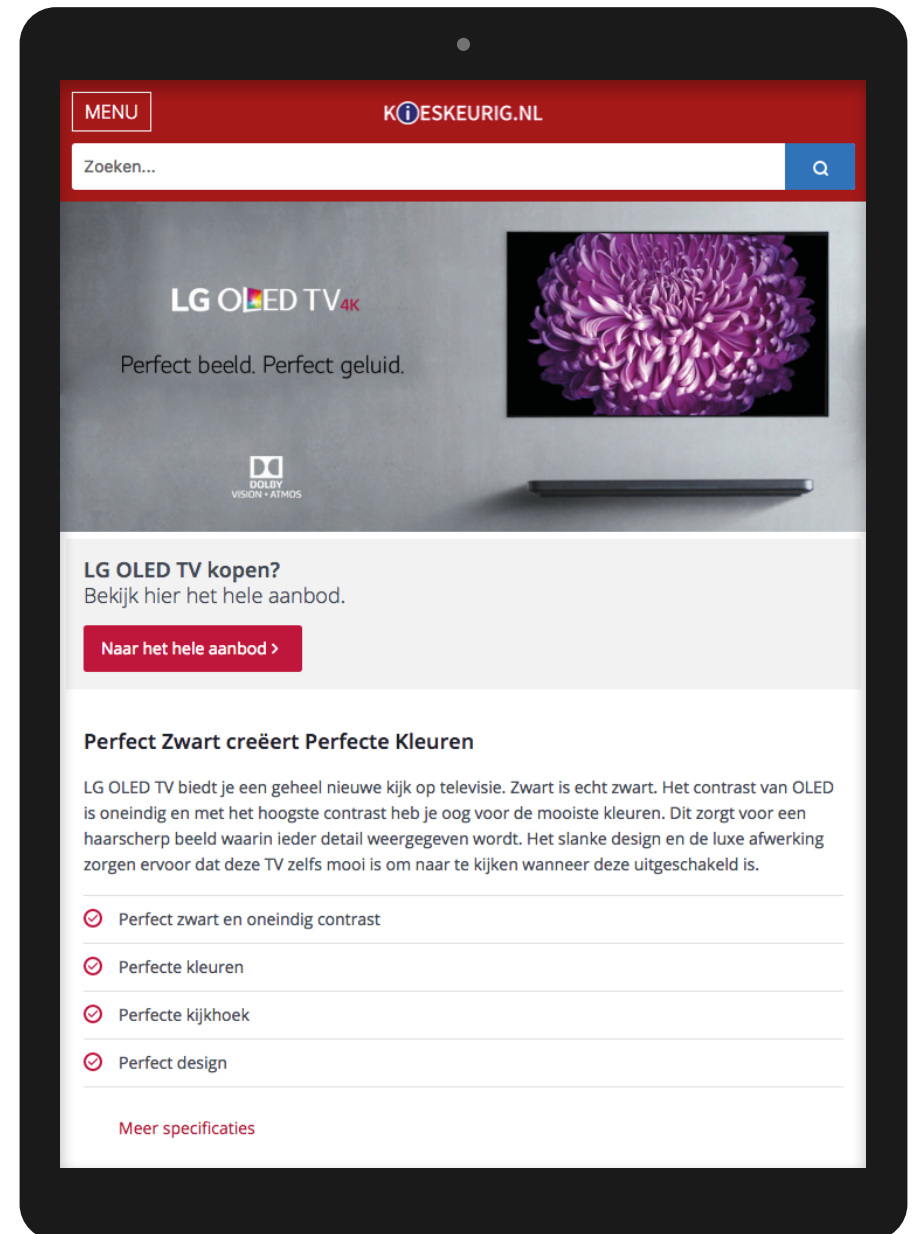 MENU
KiESKEURIG.NL
Zoeken...
LG OLED TV 4K
Perfect beeld. Perfect geluid.
DOLBY
VISION • ATMOS
LG OLED TV kopen?
Bekijk hier het hele aanbod.
Naar het hele aanbod >
Perfect Zwart creëert Perfecte Kleuren
LG OLED TV biedt je een geheel nieuwe kijk op televisie. Zwart is echt zwart. Het contrast van OLED
is oneindig en met het hoogste contrast heb je oog voor de mooiste kleuren. Dit zorgt voor een
haarscherp beeld waarin ieder detail weergegeven wordt. Het slanke design en de luxe afwerking
zorgen ervoor dat deze TV zelfs mooi is om naar te kijken wanneer deze uitgeschakeld is.
Perfect zwart en oneindig contrast
Perfecte kleuren
Perfecte kijkhoek
Perfect design
Meer specificaties